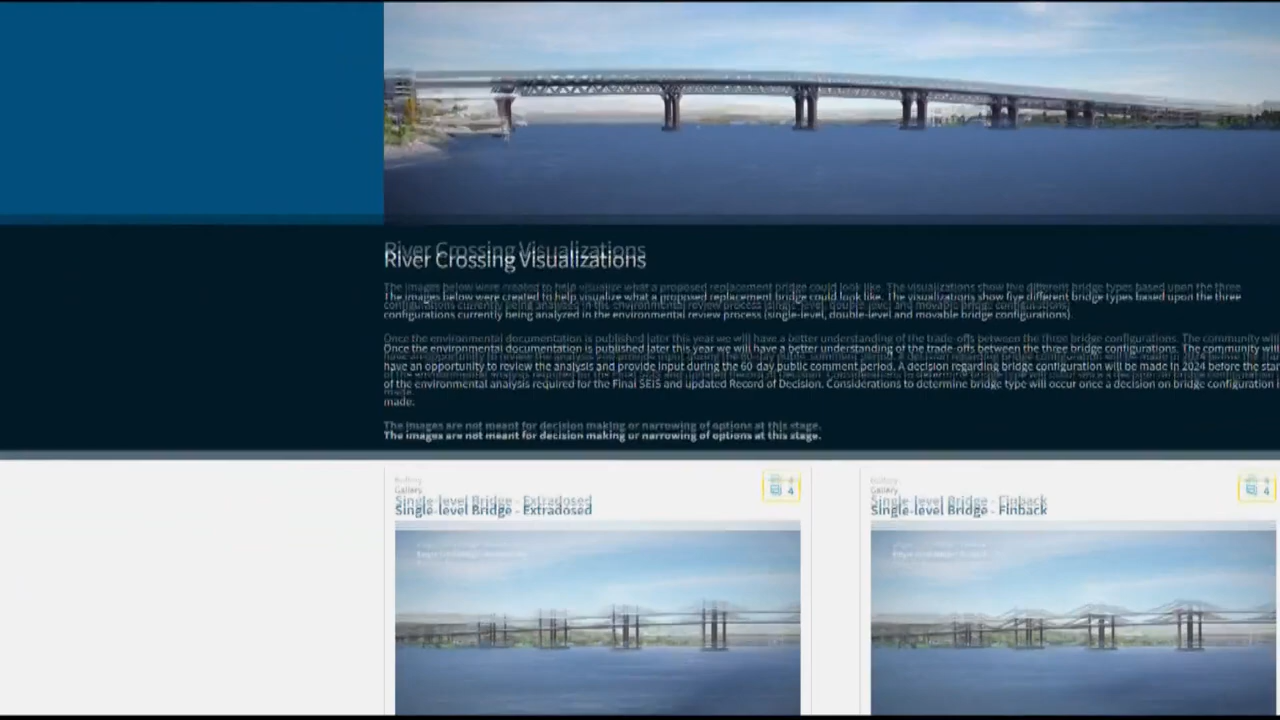 River Crossing Visualizations
The images below were created to help visualize what a proposed replacement bridge could look like. The visualizations show five different bridge types based upon the three
configurations currently being analyzed in the environmental review process (single-level, double-level and movable bridge configurations).
Once the environmental documentation is published later this year we will have a better understanding of the trade-offs between the three bridge configurations. The community will
have an opportunity to review the analysis and provide input during the 60-day public comment period. A decision regarding bridge configuration will be made in 2024 before the star
of the environmental analysis required for the Final SEIS and updated Record of Decision. Considerations to determine bridge type will occur once a decision on bridge configuration i
made.
The images are not meant for decision making or narrowing of options at this stage.
Gallery
4
Single-level Bridge - Extradosed
Gallery
4
Single-level Bridge - Finback